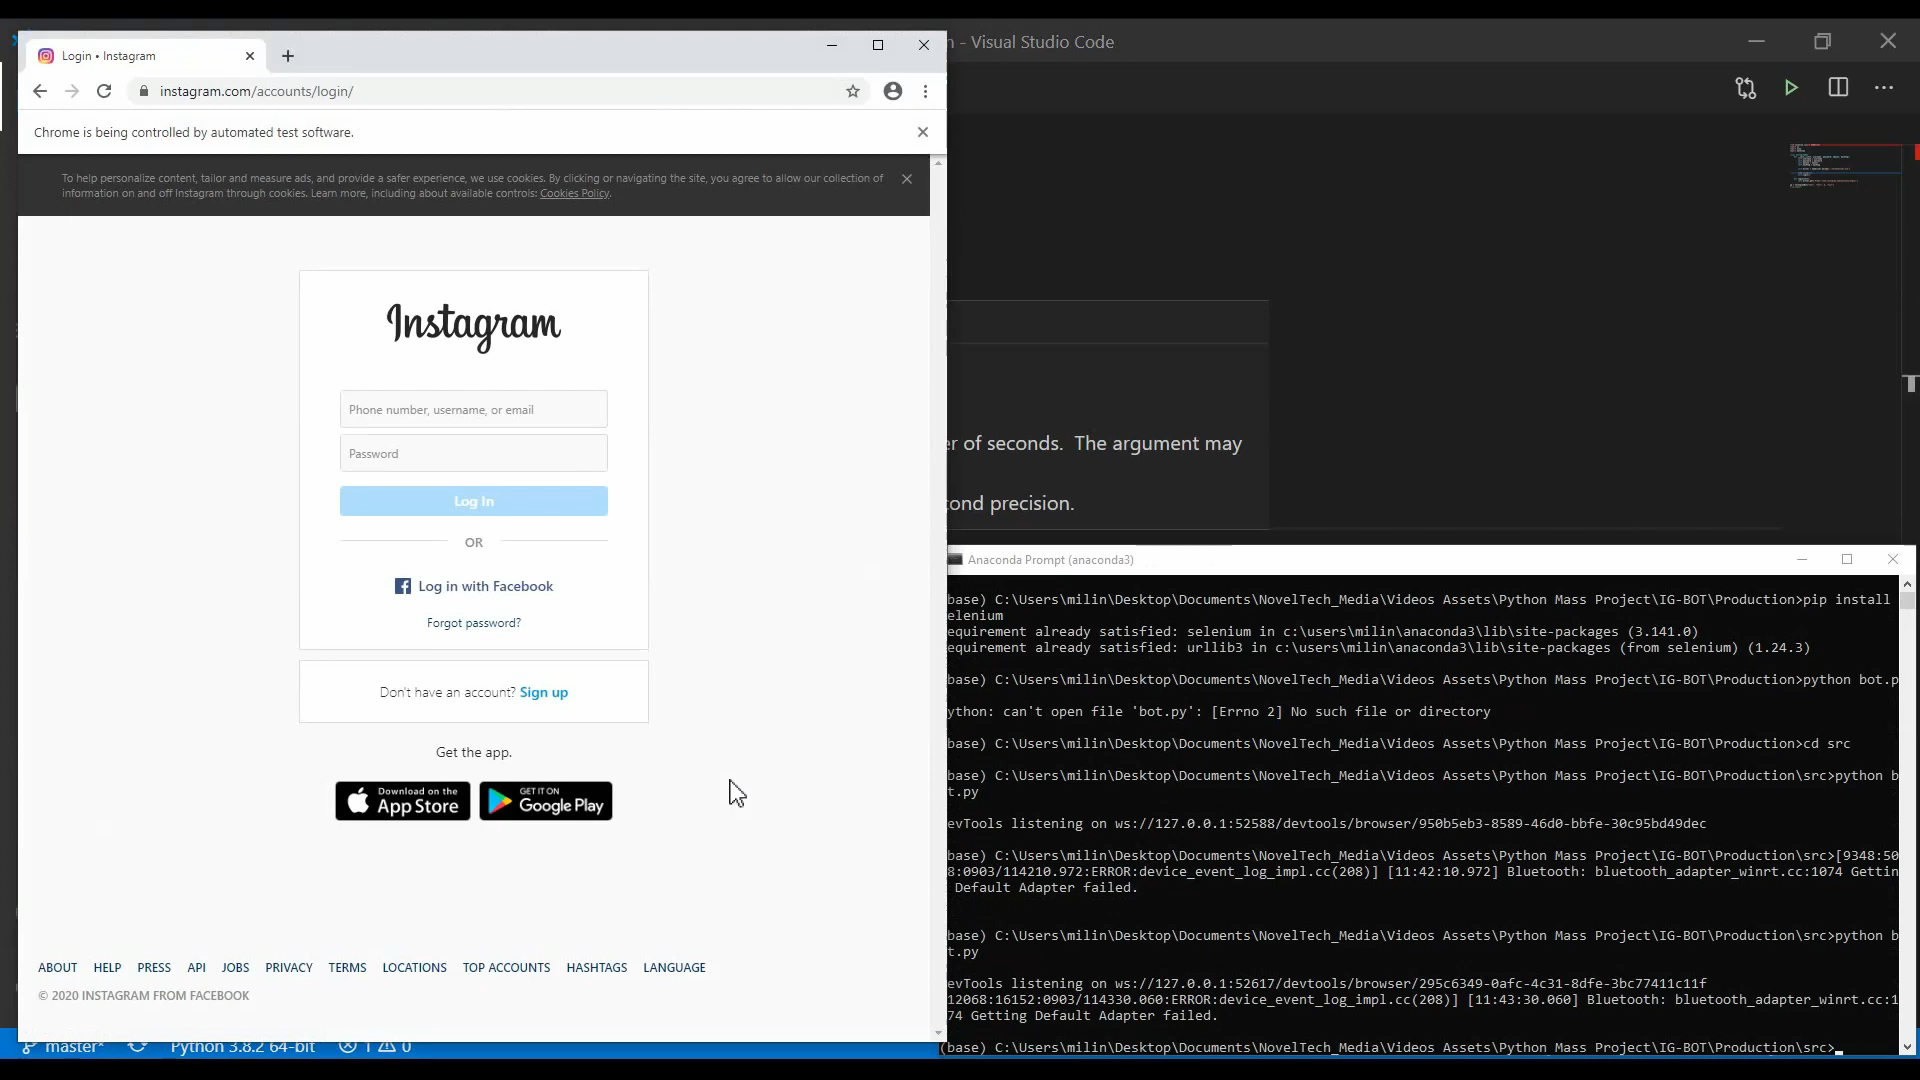 Login • Instagram
- Visual Studio Code
instagram.com/accounts/login/
Chrome is being controlled by automated test software.
To help personalize content, tailor and measure ads, and provide a safer experience, we use cookies. By clicking or navigating the site, you agree to allow our collection of
information on and off Instagram through cookies. Learn more, including about available controls: Cookies Policy.
Instagram
Phone number, username, or email
Password
Log In
OR
Log in with Facebook
Forgot password?
Don't have an account? Sign up
Get the app.
Download on the
App Store
GET IT ON
Google Play
ABOUT HELP PRESS API JOBS PRIVACY TERMS LOCATIONS TOP ACCOUNTS HASHTAGS LANGUAGE
© 2020 INSTAGRAM FROM FACEBOOK
er of seconds.  The argument may
ond precision.
Anaconda Prompt (anaconda3)
base) C:\Users\milin\Desktop\Documents\NovelTech_Media\Videos Assets\Python Mass Project\IG-BOT\Production>pip install
elenium
equirement already satisfied: selenium in c:\users\milin\anaconda3\lib\site-packages (3.141.0)
equirement already satisfied: urllib3 in c:\users\milin\anaconda3\lib\site-packages (from selenium) (1.24.3)
base) C:\Users\milin\Desktop\Documents\NovelTech_Media\Videos Assets\Python Mass Project\IG-BOT\Production>python bot.p
ython: can't open file 'bot.py': [Errno 2] No such file or directory
base) C:\Users\milin\Desktop\Documents\NovelTech_Media\Videos Assets\Python Mass Project\IG-BOT\Production>cd src
base) C:\Users\milin\Desktop\Documents\NovelTech_Media\Videos Assets\Python Mass Project\IG-BOT\Production\src>python b
t.py
evTools listening on ws://127.0.0.1:52588/devtools/browser/950b5eb3-8589-46d0-bbfe-30c95bd49dec
base) C:\Users\milin\Desktop\Documents\NovelTech_Media\Videos Assets\Python Mass Project\IG-BOT\Production\src>[9348:50
8:0903/114210.972:ERROR:device_event_log_impl.cc(208)] [11:42:10.972] Bluetooth: bluetooth_adapter_winrt.cc:1074 Gettin
Default Adapter failed.
base) C:\Users\milin\Desktop\Documents\NovelTech_Media\Videos Assets\Python Mass Project\IG-BOT\Production\src>python b
t.py
evTools listening on ws://127.0.0.1:52617/devtools/browser/295c6349-0afc-4c31-8dfe-3bc77411c11f
12068:16152:0903/114330.060:ERROR:device_event_log_impl.cc(208)] [11:43:30.060] Bluetooth: bluetooth_adapter_winrt.cc:1
74 Getting Default Adapter failed.
(base) C:\Users\milin\Desktop\Documents\NovelTech_Media\Videos Assets\Python Mass Project\IG-BOT\Production\src>
master* Python 3.8.2 64-bit 1 0